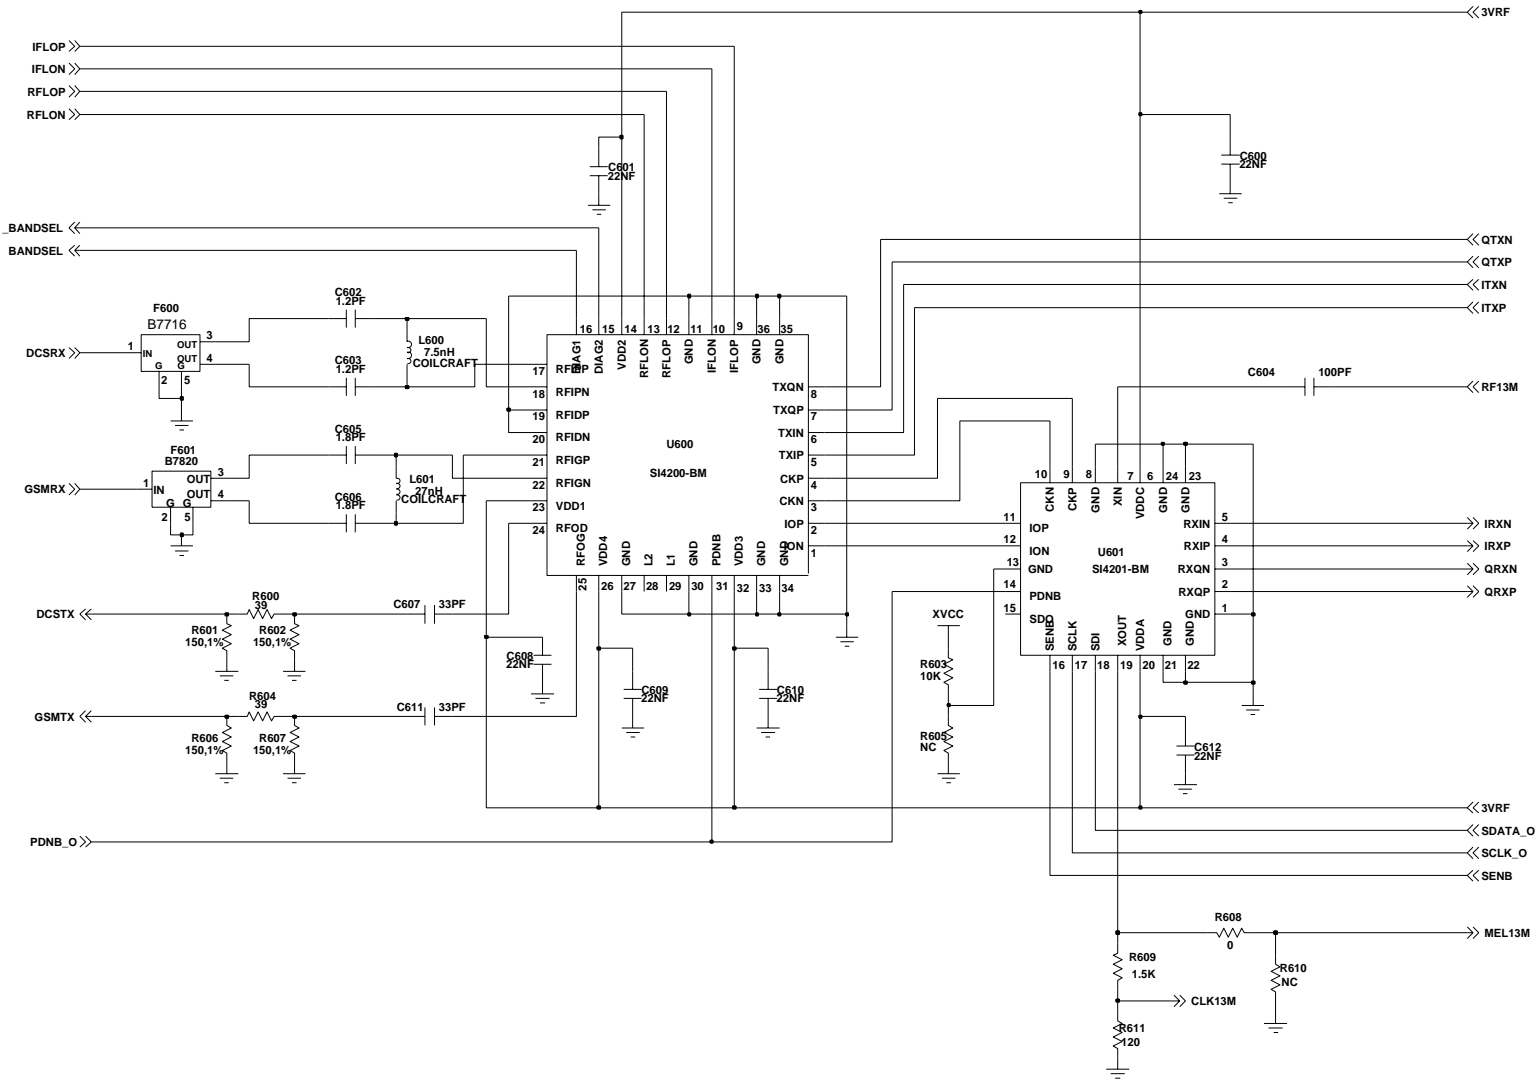 3VRF
IFLOP
IFLON
RFLOP
RFLON
C601
22NF
C600
22NF
_BANDSEL
BANDSEL
QTXN
QTXP
ITXN
ITXP
F600
B7716
DCSRX
1
IN
OUT
OUT
3
4
G
G
2
5
C602
1.2PF
C603
1.2PF
L600
7.5nH
COILCRAFT
16 15 14 13 12 11 10 9 36 35
DIAG2
VDD2
RFLON
RFLOP
GND
IFLON
IFLOP
GND
GND
17
18 RFIPN
19 RFIDP
20 RFIDN
21 RFIGP
22 RFIGN
23 VDD1
24 RFOD
U600
SI4200-BM
TXQN 8
TXQP 7
TXIN 6
TXIP 5
CKP 4
CKN 3
IOP 2
ION 1
RFOG
VDD4
GND
L2
L1
GND
PDNB
VDD3
GND
GND
25 26 27 28 29 30 31 32 33 34
F601
B7820
GSMRX
1
IN
OUT
OUT
3
4
G
G
2
5
C605
1.8PF
C606
1.8PF
L601
27nH
COILCRAFT
C604
100PF
RF13M
10 9 8 7 6 24 23
CKN
CKP
GND
XIN
VDDC
GND
GND
11 IOP
12 ION
13 GND
14 PDNB
15 SDO
U601
SI4201-BM
RXIN 5
RXIP 4
RXQN 3
RXQP 2
GND 1
SENB
SCLK
SDI
XOUT
VDDA
GND
GND
16 17 18 19 20 21 22
IRXN
IRXP
QRXN
QRXP
DCSTX
R600
39
R601
150,1%
R602
150,1%
C607
33PF
GSMTX
R604
39
R606
150,1%
R607
150,1%
C611
33PF
C608
22NF
C609
22NF
C610
22NF
XVCC
R603
10K
R605
NC
C612
22NF
3VRF
PDNB_O
SDATA_O
SCLK_O
SENB
R608
0
MEL13M
R609
1.5K
R610
NC
CLK13M
R611
120